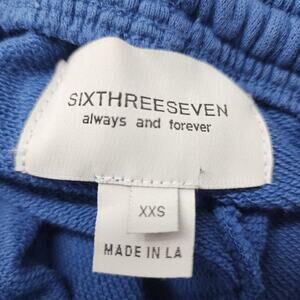 SIXTHREESEVEN
always and forever
XXS
MADE IN LA